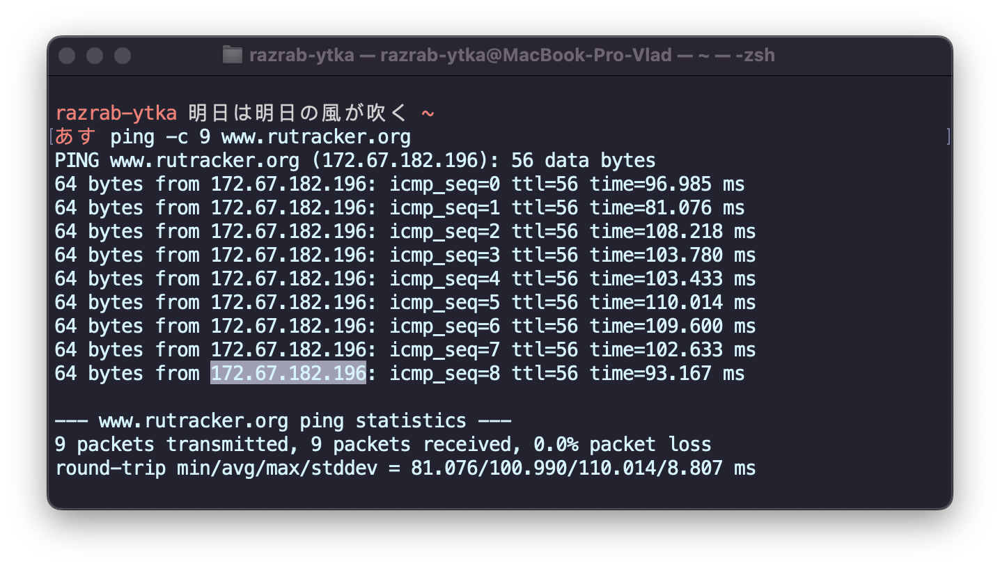 razrab-ytka — razrab-ytka@MacBook-Pro-Vlad — ~ — -zsh
razrab-ytka 明日は明日の風が吹く ~
[あす ping -c 9 www.rutracker.org ]
PING www.rutracker.org (172.67.182.196): 56 data bytes
64 bytes from 172.67.182.196: icmp_seq=0 ttl=56 time=96.985 ms
64 bytes from 172.67.182.196: icmp_seq=1 ttl=56 time=81.076 ms
64 bytes from 172.67.182.196: icmp_seq=2 ttl=56 time=108.218 ms
64 bytes from 172.67.182.196: icmp_seq=3 ttl=56 time=103.780 ms
64 bytes from 172.67.182.196: icmp_seq=4 ttl=56 time=103.433 ms
64 bytes from 172.67.182.196: icmp_seq=5 ttl=56 time=110.014 ms
64 bytes from 172.67.182.196: icmp_seq=6 ttl=56 time=109.600 ms
64 bytes from 172.67.182.196: icmp_seq=7 ttl=56 time=102.633 ms
64 bytes from 172.67.182.196: icmp_seq=8 ttl=56 time=93.167 ms
--- www.rutracker.org ping statistics ---
9 packets transmitted, 9 packets received, 0.0% packet loss
round-trip min/avg/max/stddev = 81.076/100.990/110.014/8.807 ms